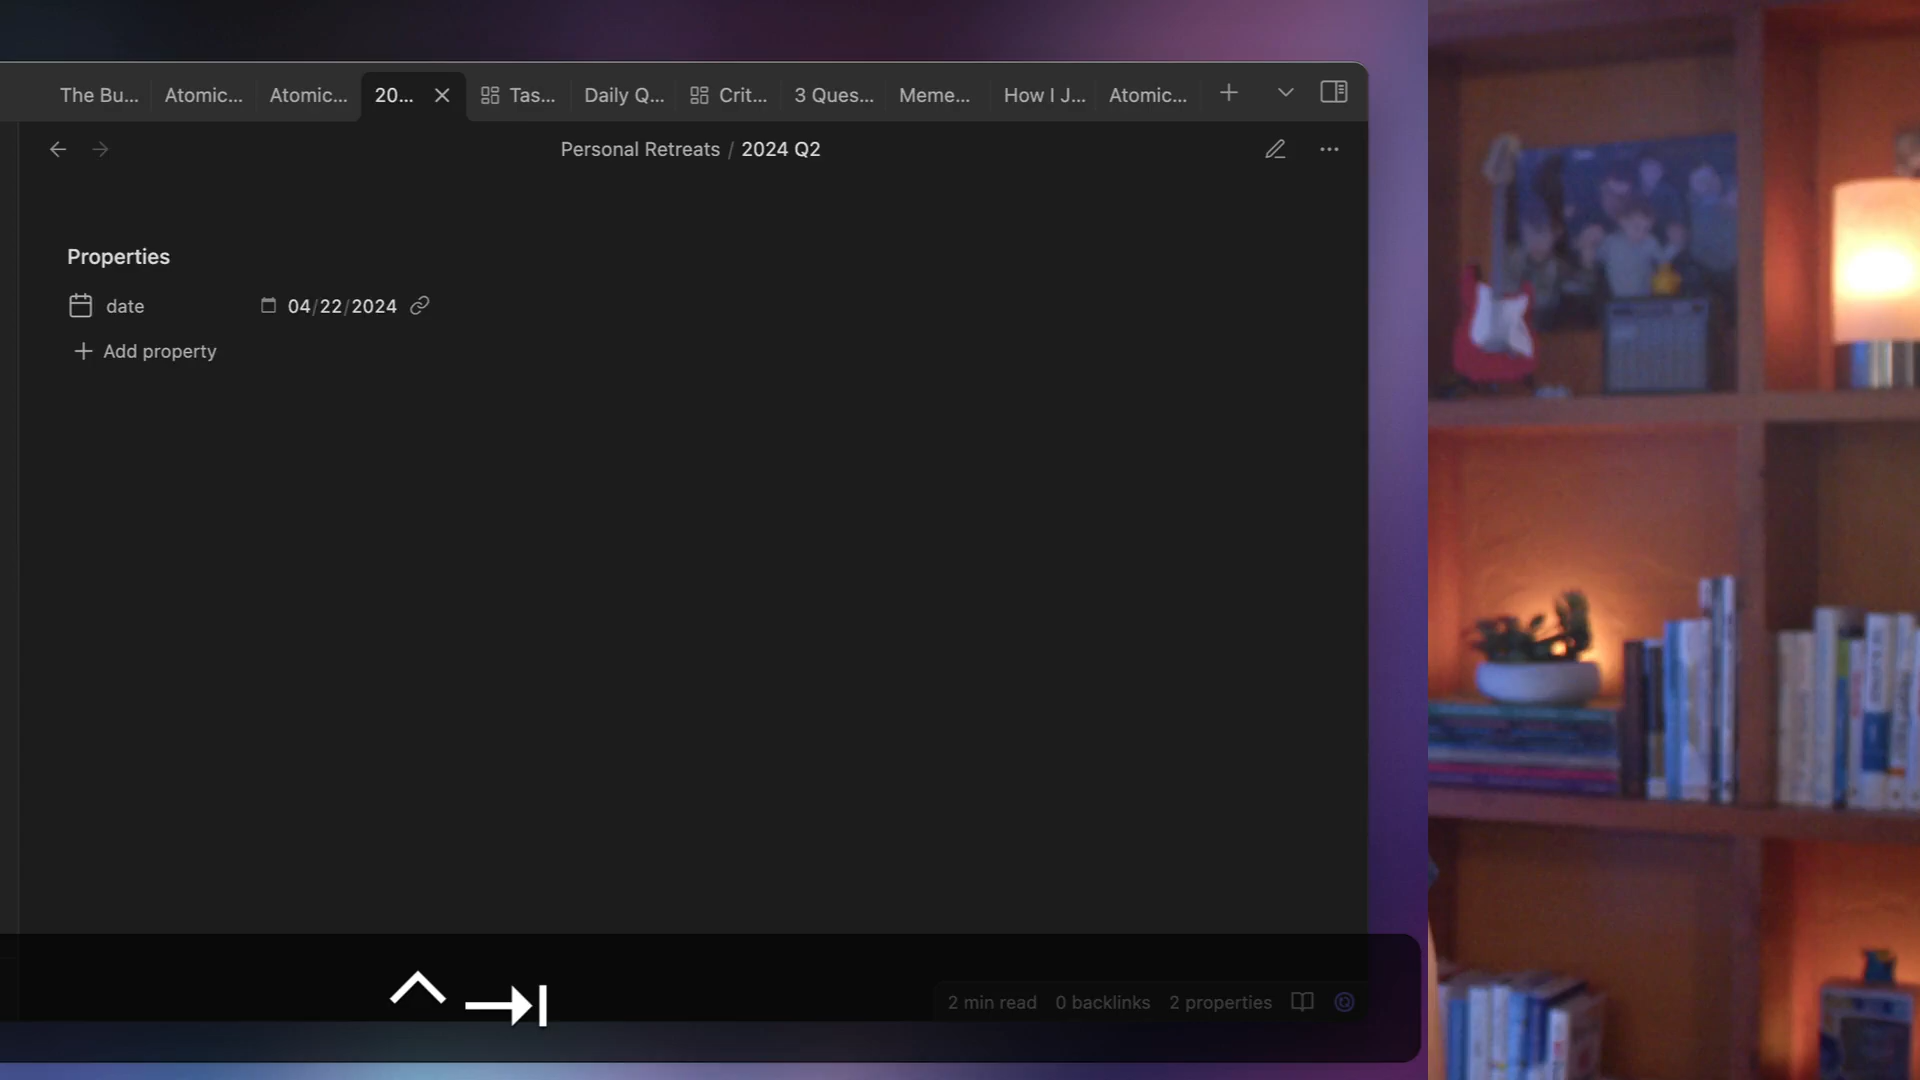 The Bu... Atomic... Atomic... 20... Tas... Daily Q... Crit... 3 Ques... Meme... How I J... Atomic...
Personal Retreats / 2024 Q2
Properties
date 04/22/2024
Add property
2 min read 0 backlinks 2 properties